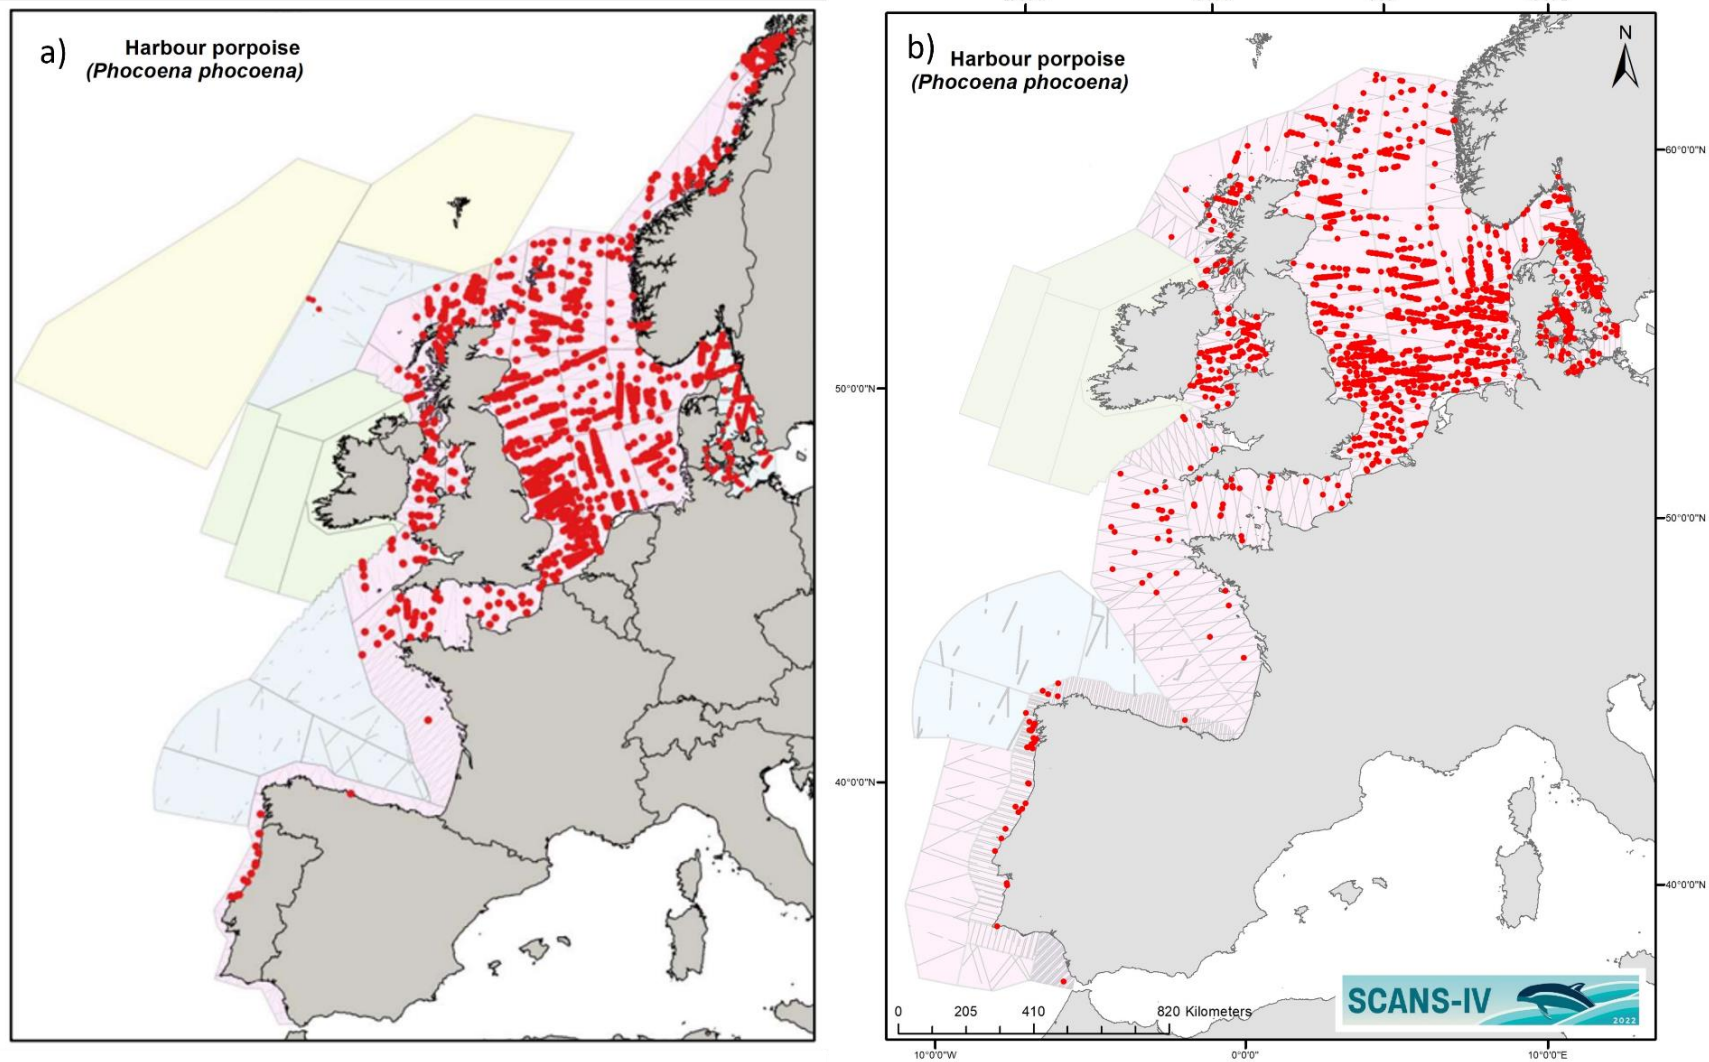 a)
Harbour porpoise
(Phocoena phocoena)
b)
Harbour porpoise
(Phocoena phocoena)
N
60°0'0"N
50°0'0"N
50°0'0"N
40°0'0"N
40°0'0"N
0 205 410 820 Kilometers
SCANS-IV
2022
10°0'0"W
0°0'0"
10°0'0"E